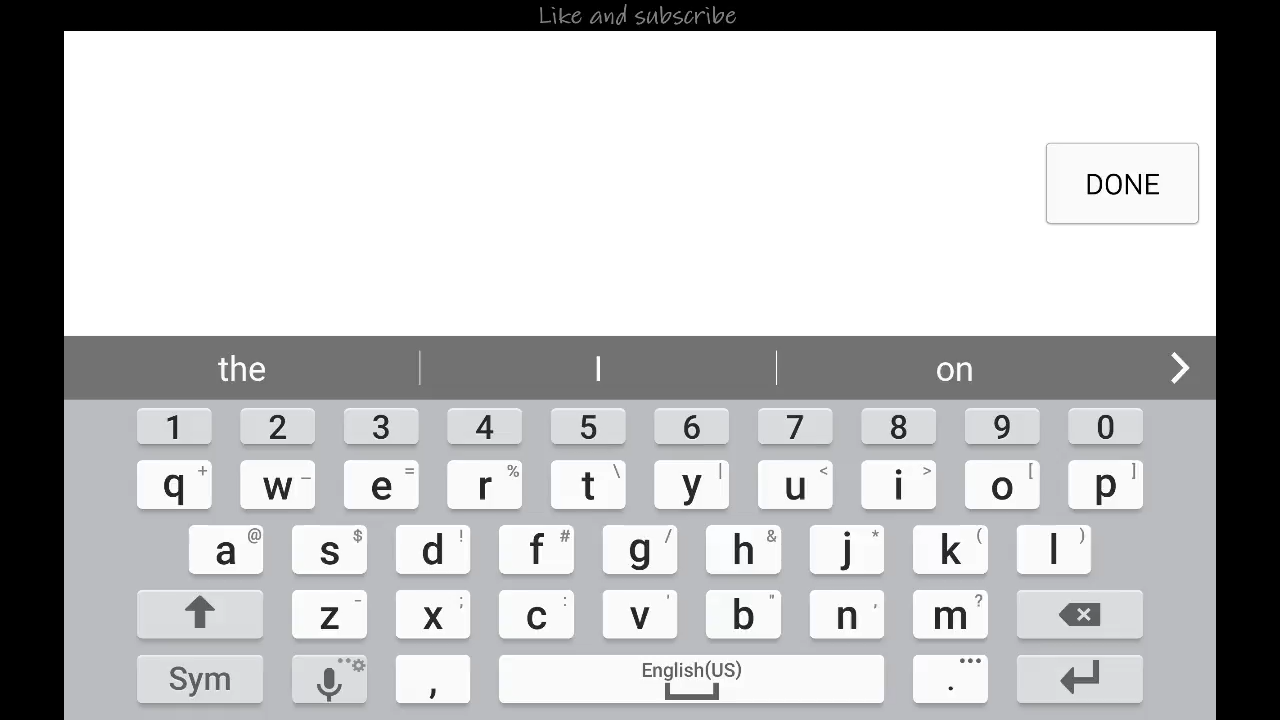 Like and subscribe
DONE
the I on
1 2 3 4 5 6 7 8 9 0
q + w _ e = r % t \ y | u < i > o [ p ]
a @ s $ d ! f # g / h & j * k ( l )
z - x ; c : v ' b " n , m ?
Sym , English(US) .